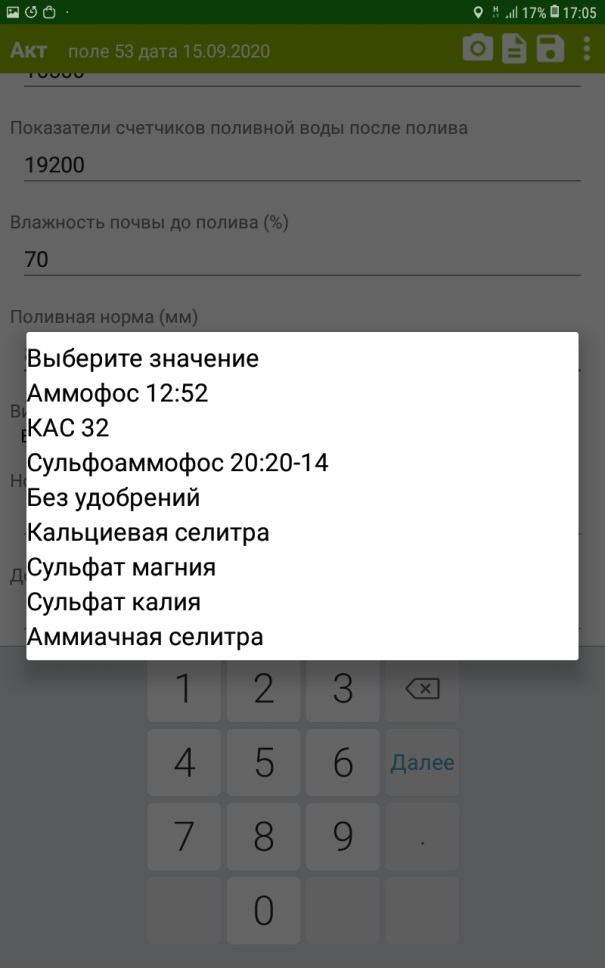 17% 17:05
Акт поле 53 дата 15.09.2020
Показатели счетчиков поливной воды после полива
19200
Влажность почвы до полива (%)
70
Поливная норма (мм)
Выберите значение
Аммофос 12:52
КАС 32
Сульфоаммофос 20:20-14
Без удобрений
Кальциевая селитра
Сульфат магния
Сульфат калия
Аммиачная селитра
1 2 3
4 5 6 Далее
7 8 9 .
0